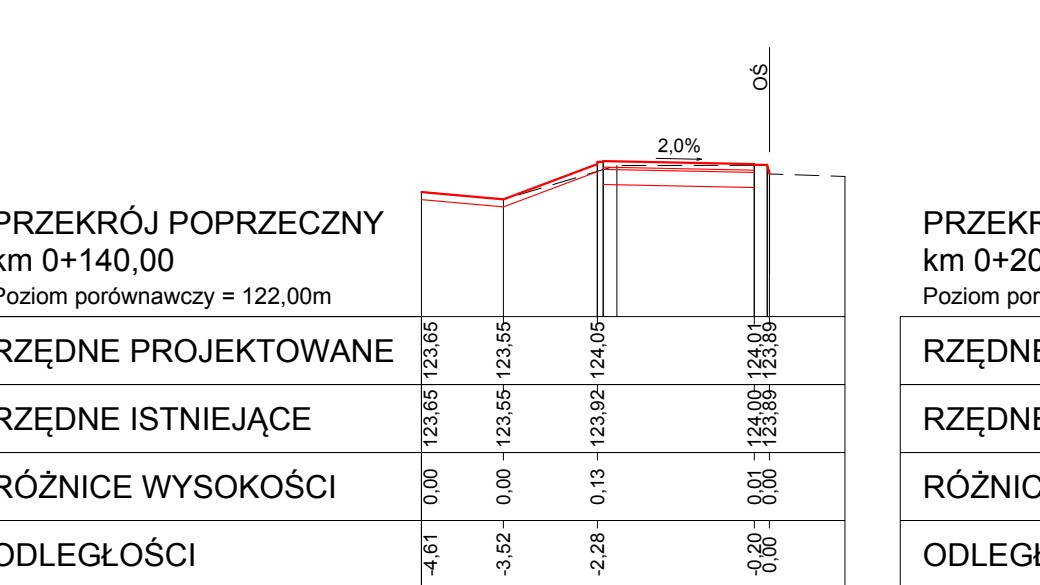 OŚ
2,0%
PRZEKRÓJ POPRZECZNY
km 0+140,00
Poziom porównawczy = 122,00m
RZĘDNE PROJEKTOWANE 123,65 123,55 124,05 124,01 123,89
RZĘDNE ISTNIEJĄCE 123,65 123,55 123,92 124,00 123,89
RÓŻNICE WYSOKOŚCI 0,00 0,00 0,13 0,01 0,00
ODLEGŁOŚCI -4,61 -3,52 -2,28 -0,20 0,00
PRZEKR
km 0+20
Poziom por
RZĘDNE
RZĘDNE
RÓŻNIC
ODLEGŁ